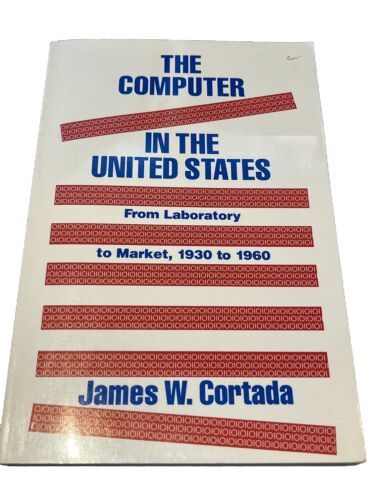 THE
COMPUTER
IN THE
UNITED STATES
From Laboratory
to Market, 1930 to 1960
James W. Cortada